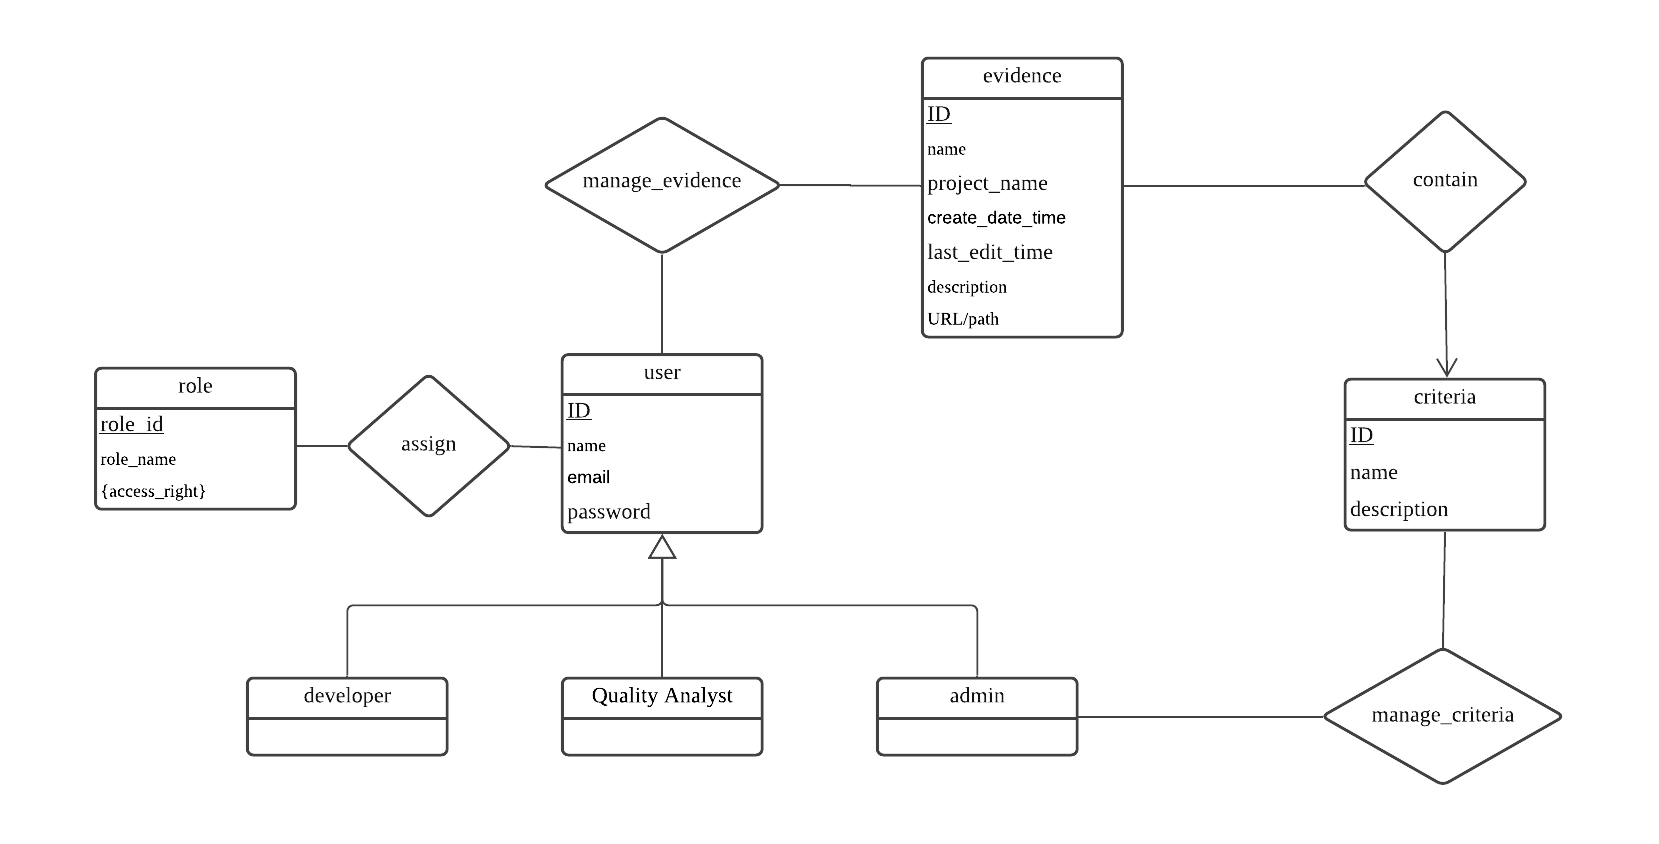 evidence
ID
name
project_name
create_date_time
last_edit_time
description
URL/path
manage_evidence
contain
role
role_id
role_name
{access_right}
assign
user
ID
name
email
password
criteria
ID
name
description
developer
Quality Analyst
admin
manage_criteria